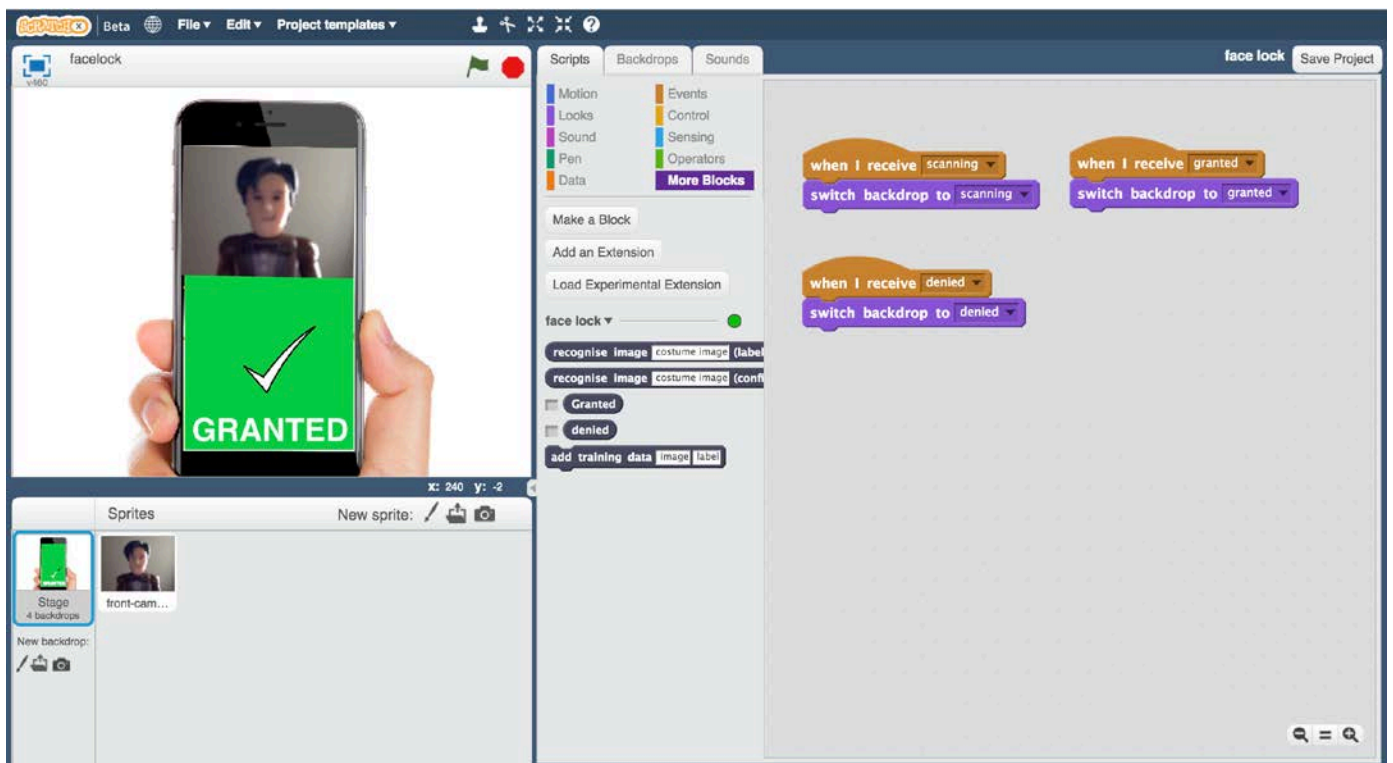 SCRATCHX Beta File ▾ Edit ▾ Project templates ▾
facelock
v460
GRANTED
x: 240 y: -2
Sprites New sprite:
Stage
4 backdrops
New backdrop:
GRANTED
front-cam...
Scripts Backdrops Sounds
face lock Save Project
Motion Events
Looks Control
Sound Sensing
Pen Operators
Data More Blocks
Make a Block
Add an Extension
Load Experimental Extension
face lock ▾
recognise image costume image (label
recognise image costume image (conf
Granted
denied
add training data image label
when I receive scanning
switch backdrop to scanning
when I receive granted
switch backdrop to granted
when I receive denied
switch backdrop to denied